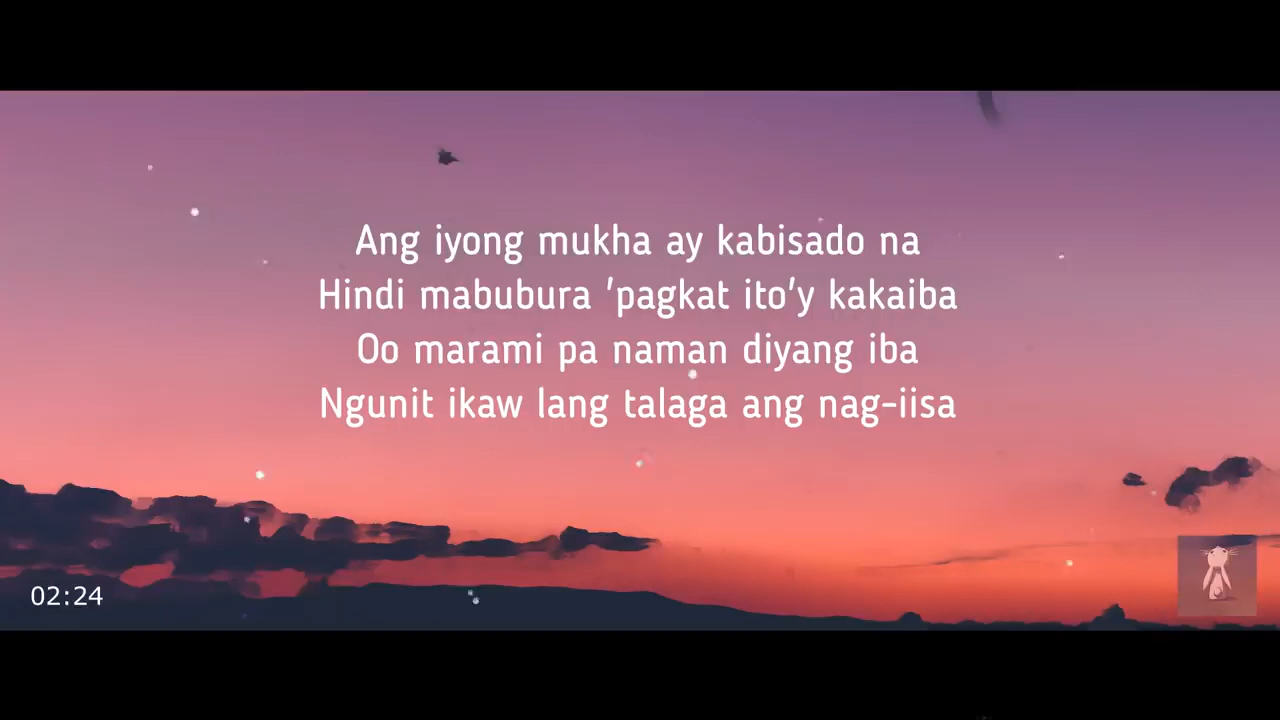 Ang iyong mukha ay kabisado na
Hindi mabubura 'pagkat ito'y kakaiba
Oo marami pa naman diyang iba
Ngunit ikaw lang talaga ang nag-iisa
02:24